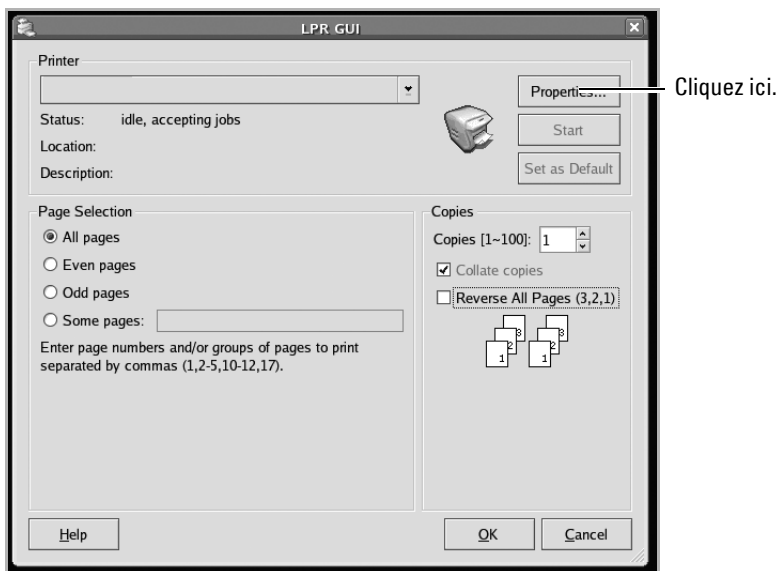 LPR GUI
Printer
Properties...
Cliquez ici.
Status: idle, accepting jobs
Start
Location:
Set as Default
Description:
Page Selection
All pages
Even pages
Odd pages
Some pages:
Enter page numbers and/or groups of pages to print
separated by commas (1,2-5,10-12,17).
Copies
Copies [1~100]: 1
Collate copies
Reverse All Pages (3,2,1)
3 3
2 2
1 1
Help
OK
Cancel